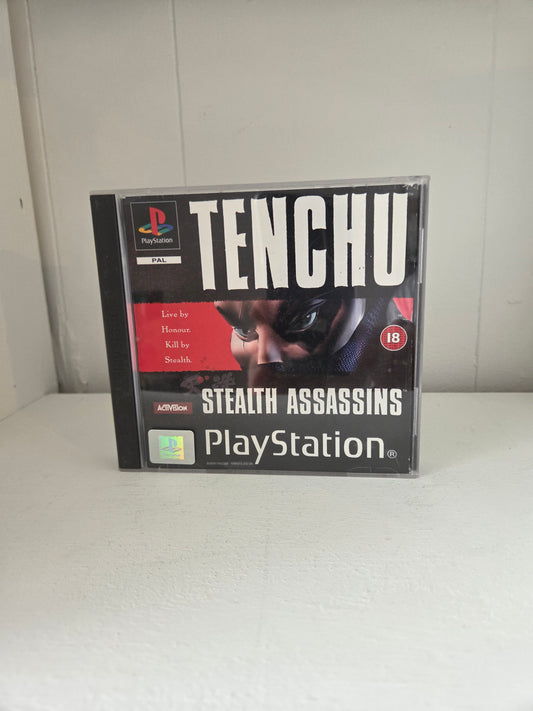 TENCHU
PlayStation
PAL
Live by
Honour.
Kill by
Stealth.
18
ACTIVISION
STEALTH ASSASSINS
PlayStation®